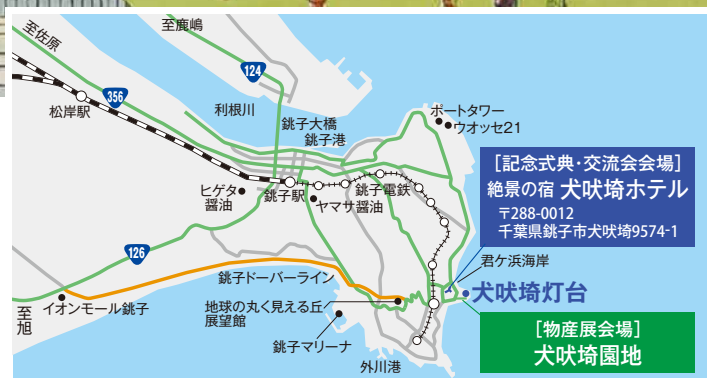 至鹿嶋
至佐原
124
356
松岸駅
利根川
銚子大橋
銚子港
ポートタワー
ウオッセ21
[記念式典・交流会会場]
絶景の宿 犬吠埼ホテル
〒288-0012
千葉県銚子市犬吠埼9574-1
ヒゲタ
醤油
銚子駅
ヤマサ醤油
銚子電鉄
126
君ケ浜海岸
銚子ドーバーライン
犬吠埼灯台
イオンモール銚子
地球の丸く見える丘
展望館
至旭
銚子マリーナ
外川港
[物産展会場]
犬吠埼園地